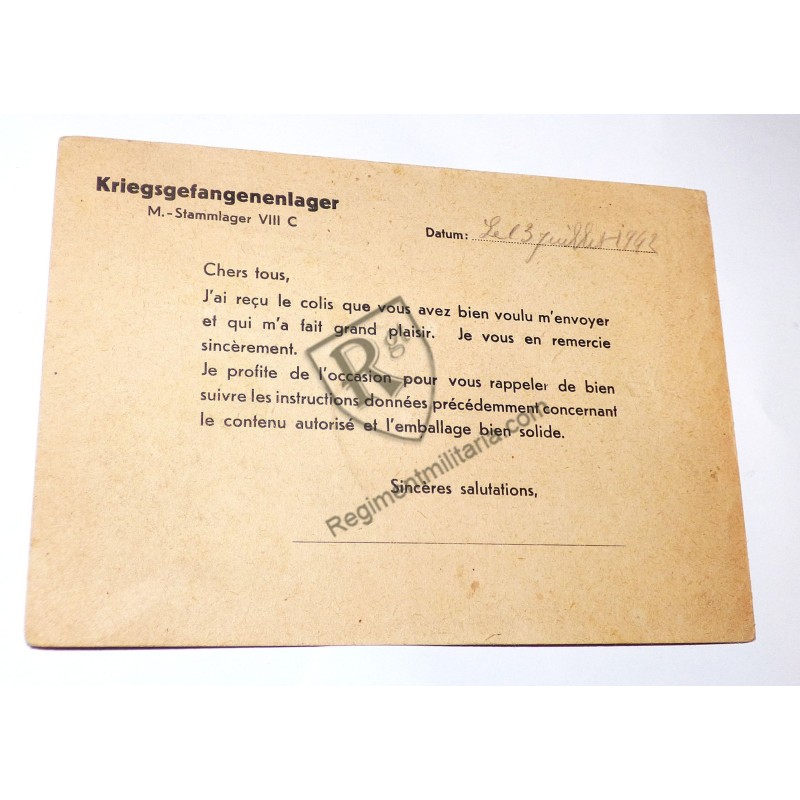 Kriegsgefangenenlager
M.-Stammlager VIII C
Datum: Le 13 juillet 1942
Chers tous,
J'ai reçu le colis que vous avez bien voulu m'envoyer
et qui m'a fait grand plaisir. Je vous en remercie
sincèrement.
Je profite de l'occasion pour vous rappeler de bien
suivre les instructions données précédemment concernant
le contenu autorisé et l'emballage bien solide.
Sincères salutations,
Rg
Regimentmilitaria.com